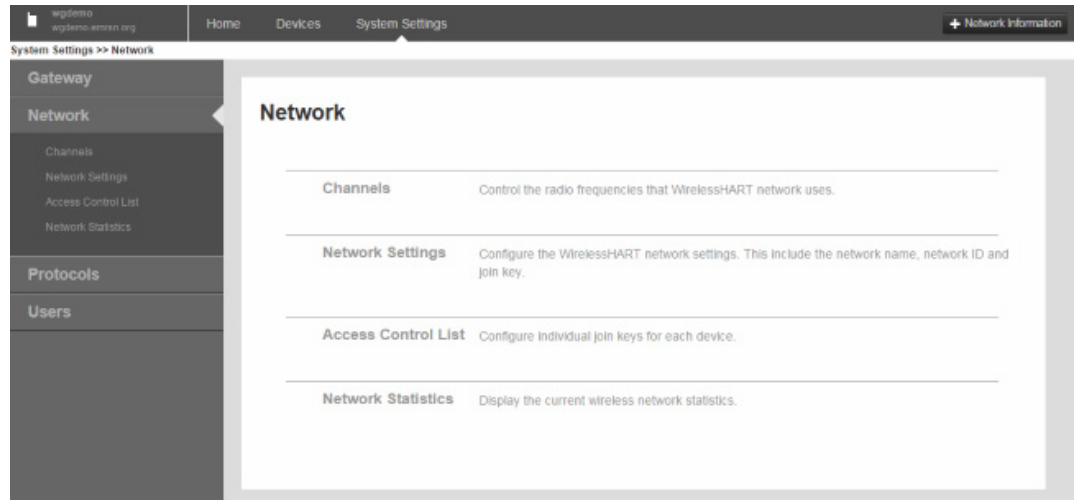 wgdemo
wgdemo.emrsn.org
Home
Devices
System Settings
+ Network Information
System Settings >> Network
Gateway
Network
Channels
Network Settings
Access Control List
Network Statistics
Protocols
Users
Network
Channels
Control the radio frequencies that WirelessHART network uses.
Network Settings
Configure the WirelessHART network settings. This include the network name, network ID and
join key.
Access Control List
Configure individual join keys for each device.
Network Statistics
Display the current wireless network statistics.